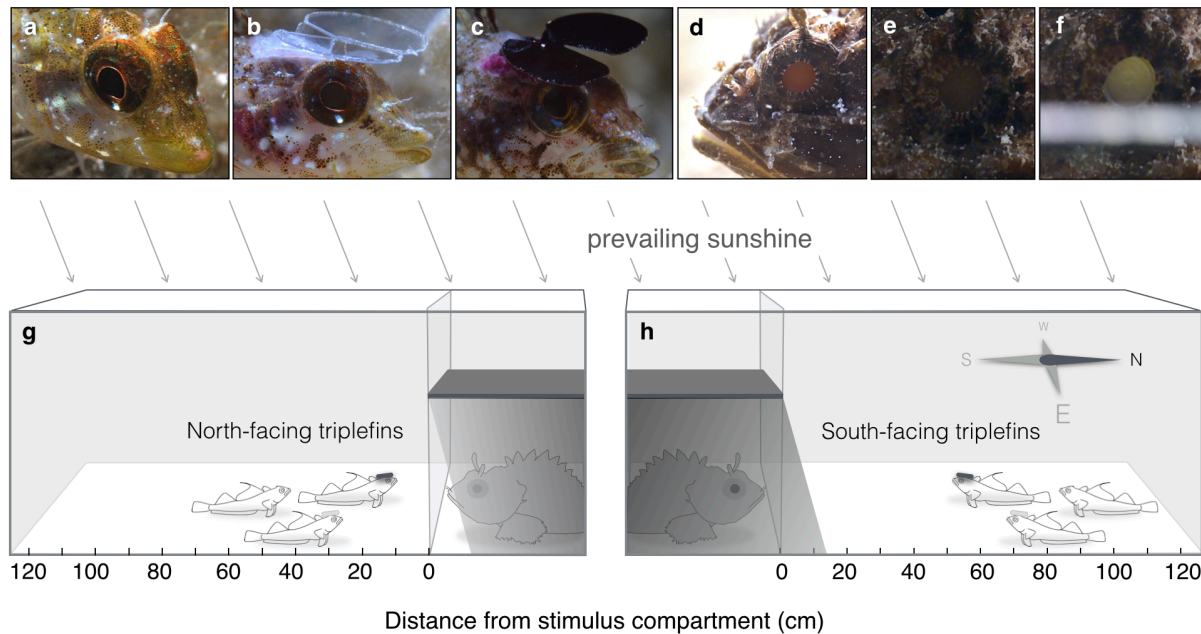 a b c d e f
prevailing sunshine
g h
W
S N
E
North-facing triplefins South-facing triplefins
120 100 80 60 40 20 0 0 20 40 60 80 100 120
Distance from stimulus compartment (cm)